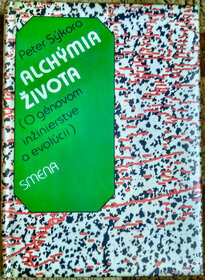 Peter Sýkora
ALCHÝMIA
ŽIVOTA
(O génovom
inžinierstve
a evolúcii)
SMENA